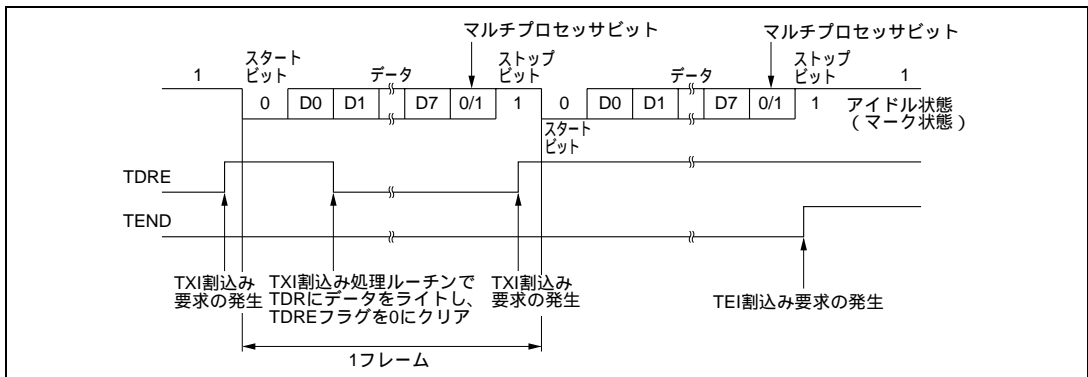 マルチプロセッサビット
マルチプロセッサビット
1
スタート
ビット
データ
ストップ
ビット
データ
ストップ
ビット
1
0 D0 D1 D7 0/1 1 0 D0 D1 D7 0/1 1
スタート
ビット
アイドル状態
(マーク状態)
TDRE
TEND
TXI割込み
要求の発生
TXI割込み処理ルーチンで
TDRにデータをライトし、
TDREフラグを0にクリア
TXI割込み
要求の発生
TEI割込み要求の発生
1フレーム